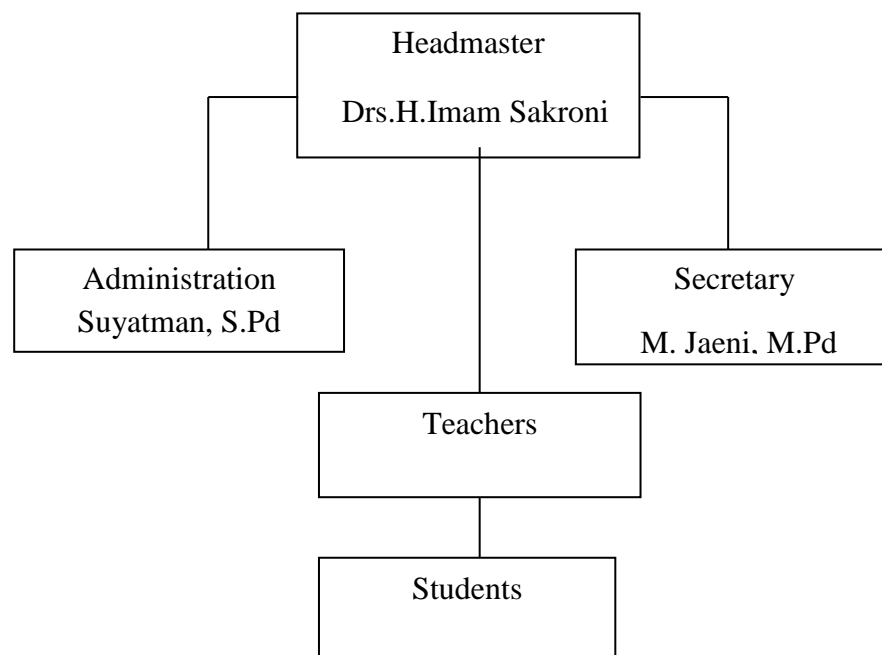 Headmaster
Drs.H.Imam Sakroni
Administration
Suyatman, S.Pd
Secretary
M. Jaeni, M.Pd
Teachers
Students